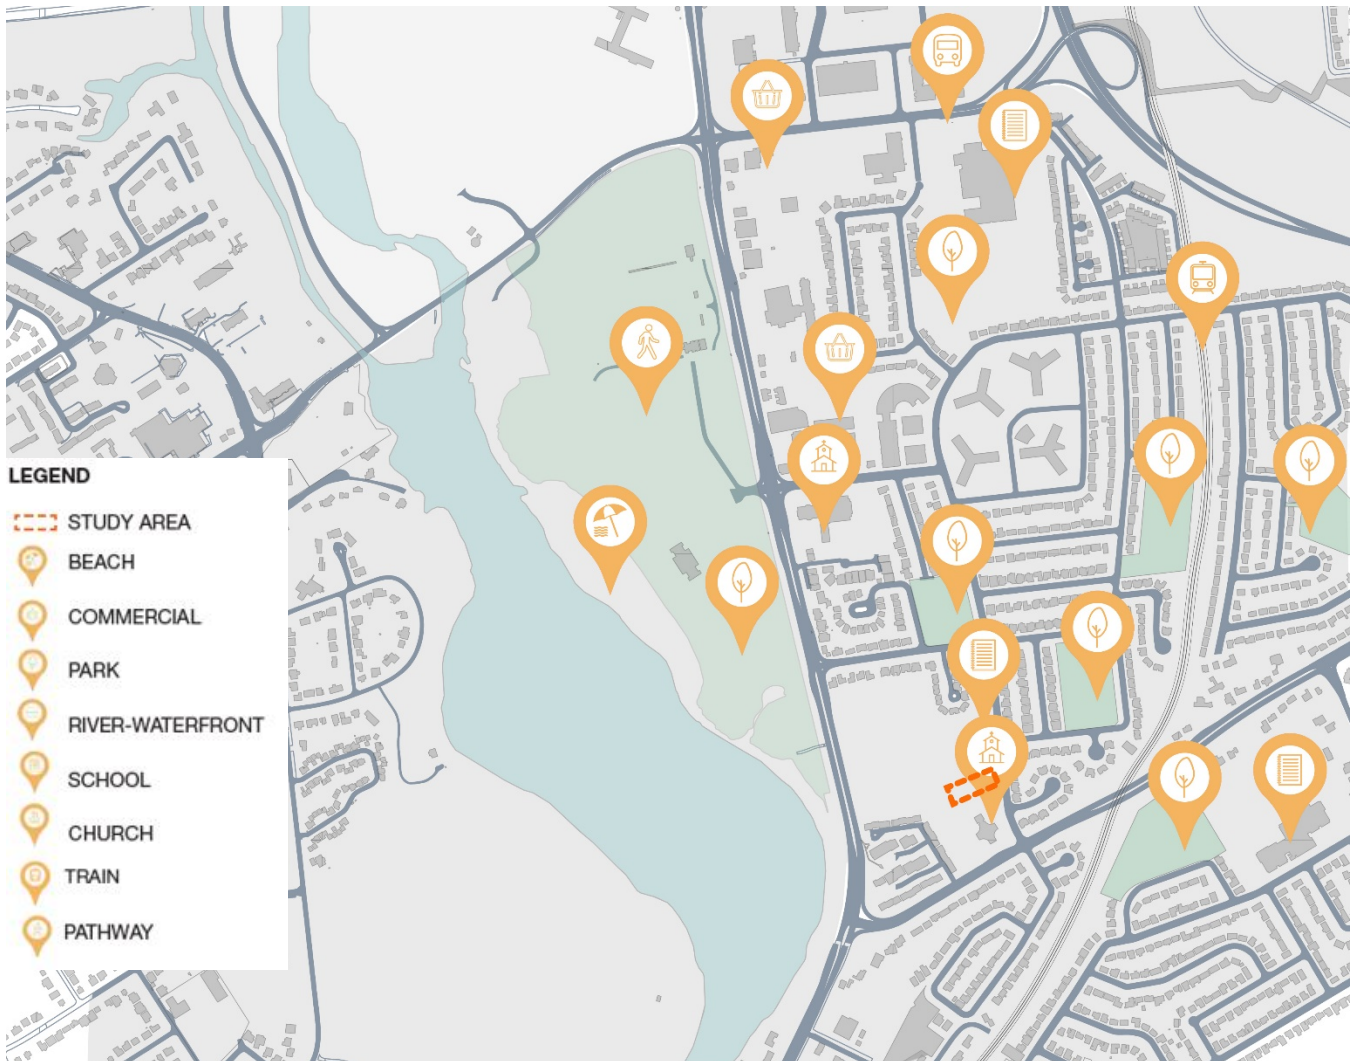 LEGEND
STUDY AREA
BEACH
COMMERCIAL
PARK
RIVER-WATERFRONT
SCHOOL
CHURCH
TRAIN
PATHWAY